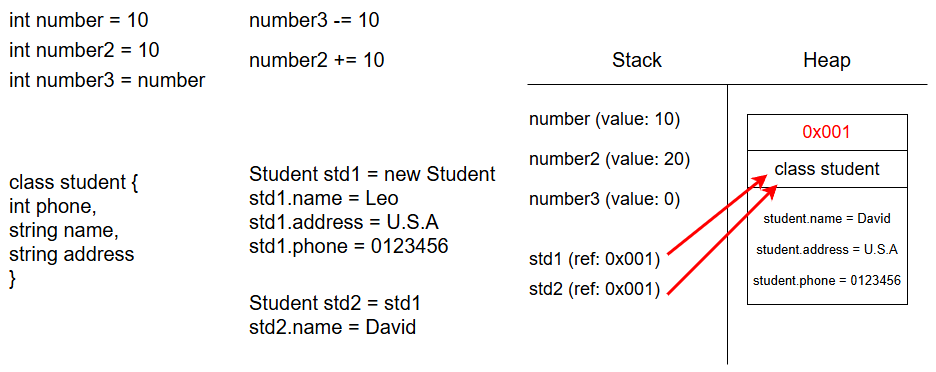 int number = 10
int number2 = 10
int number3 = number
number3 -= 10
number2 += 10
class student {
int phone,
string name,
string address
}
Student std1 = new Student
std1.name = Leo
std1.address = U.S.A
std1.phone = 0123456
Student std2 = std1
std2.name = David
Stack
Heap
number (value: 10)
number2 (value: 20)
number3 (value: 0)
std1 (ref: 0x001)
std2 (ref: 0x001)
0x001
class student
student.name = David
student.address = U.S.A
student.phone = 0123456